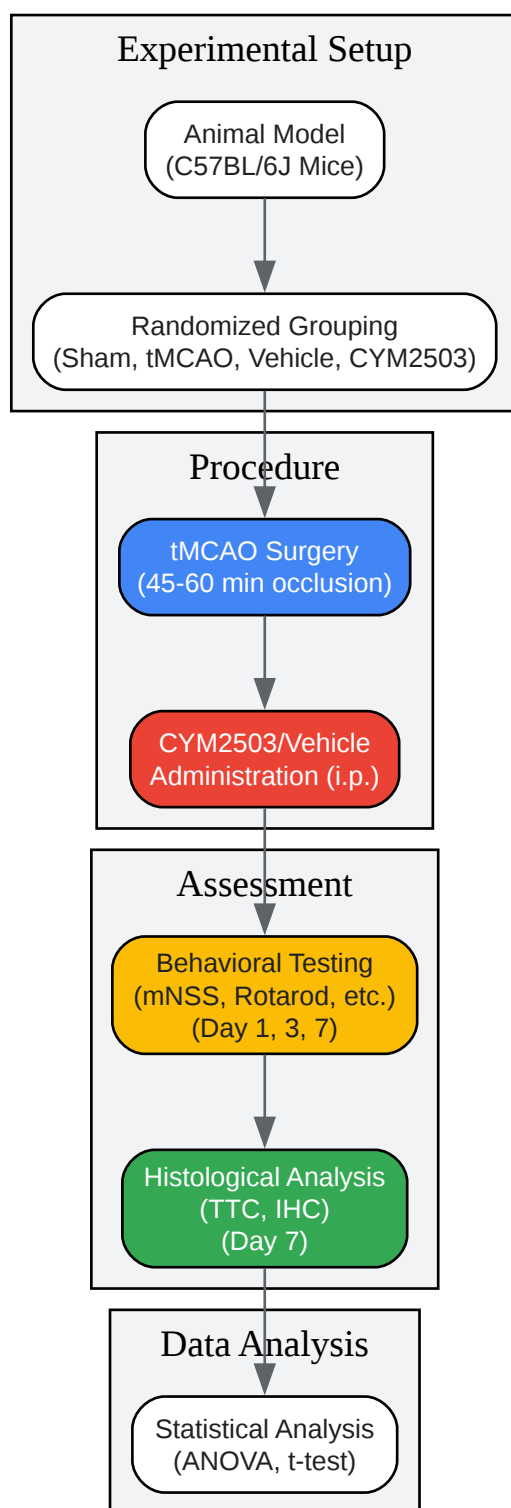 Experimental Setup
Animal Model
(C57BL/6J Mice)
Randomized Grouping
(Sham, tMCAO, Vehicle, CYM2503)
Procedure
tMCAO Surgery
(45-60 min occlusion)
CYM2503/Vehicle
Administration (i.p.)
Assessment
Behavioral Testing
(mNSS, Rotarod, etc.)
(Day 1, 3, 7)
Histological Analysis
(TTC, IHC)
(Day 7)
Data Analysis
Statistical Analysis
(ANOVA, t-test)